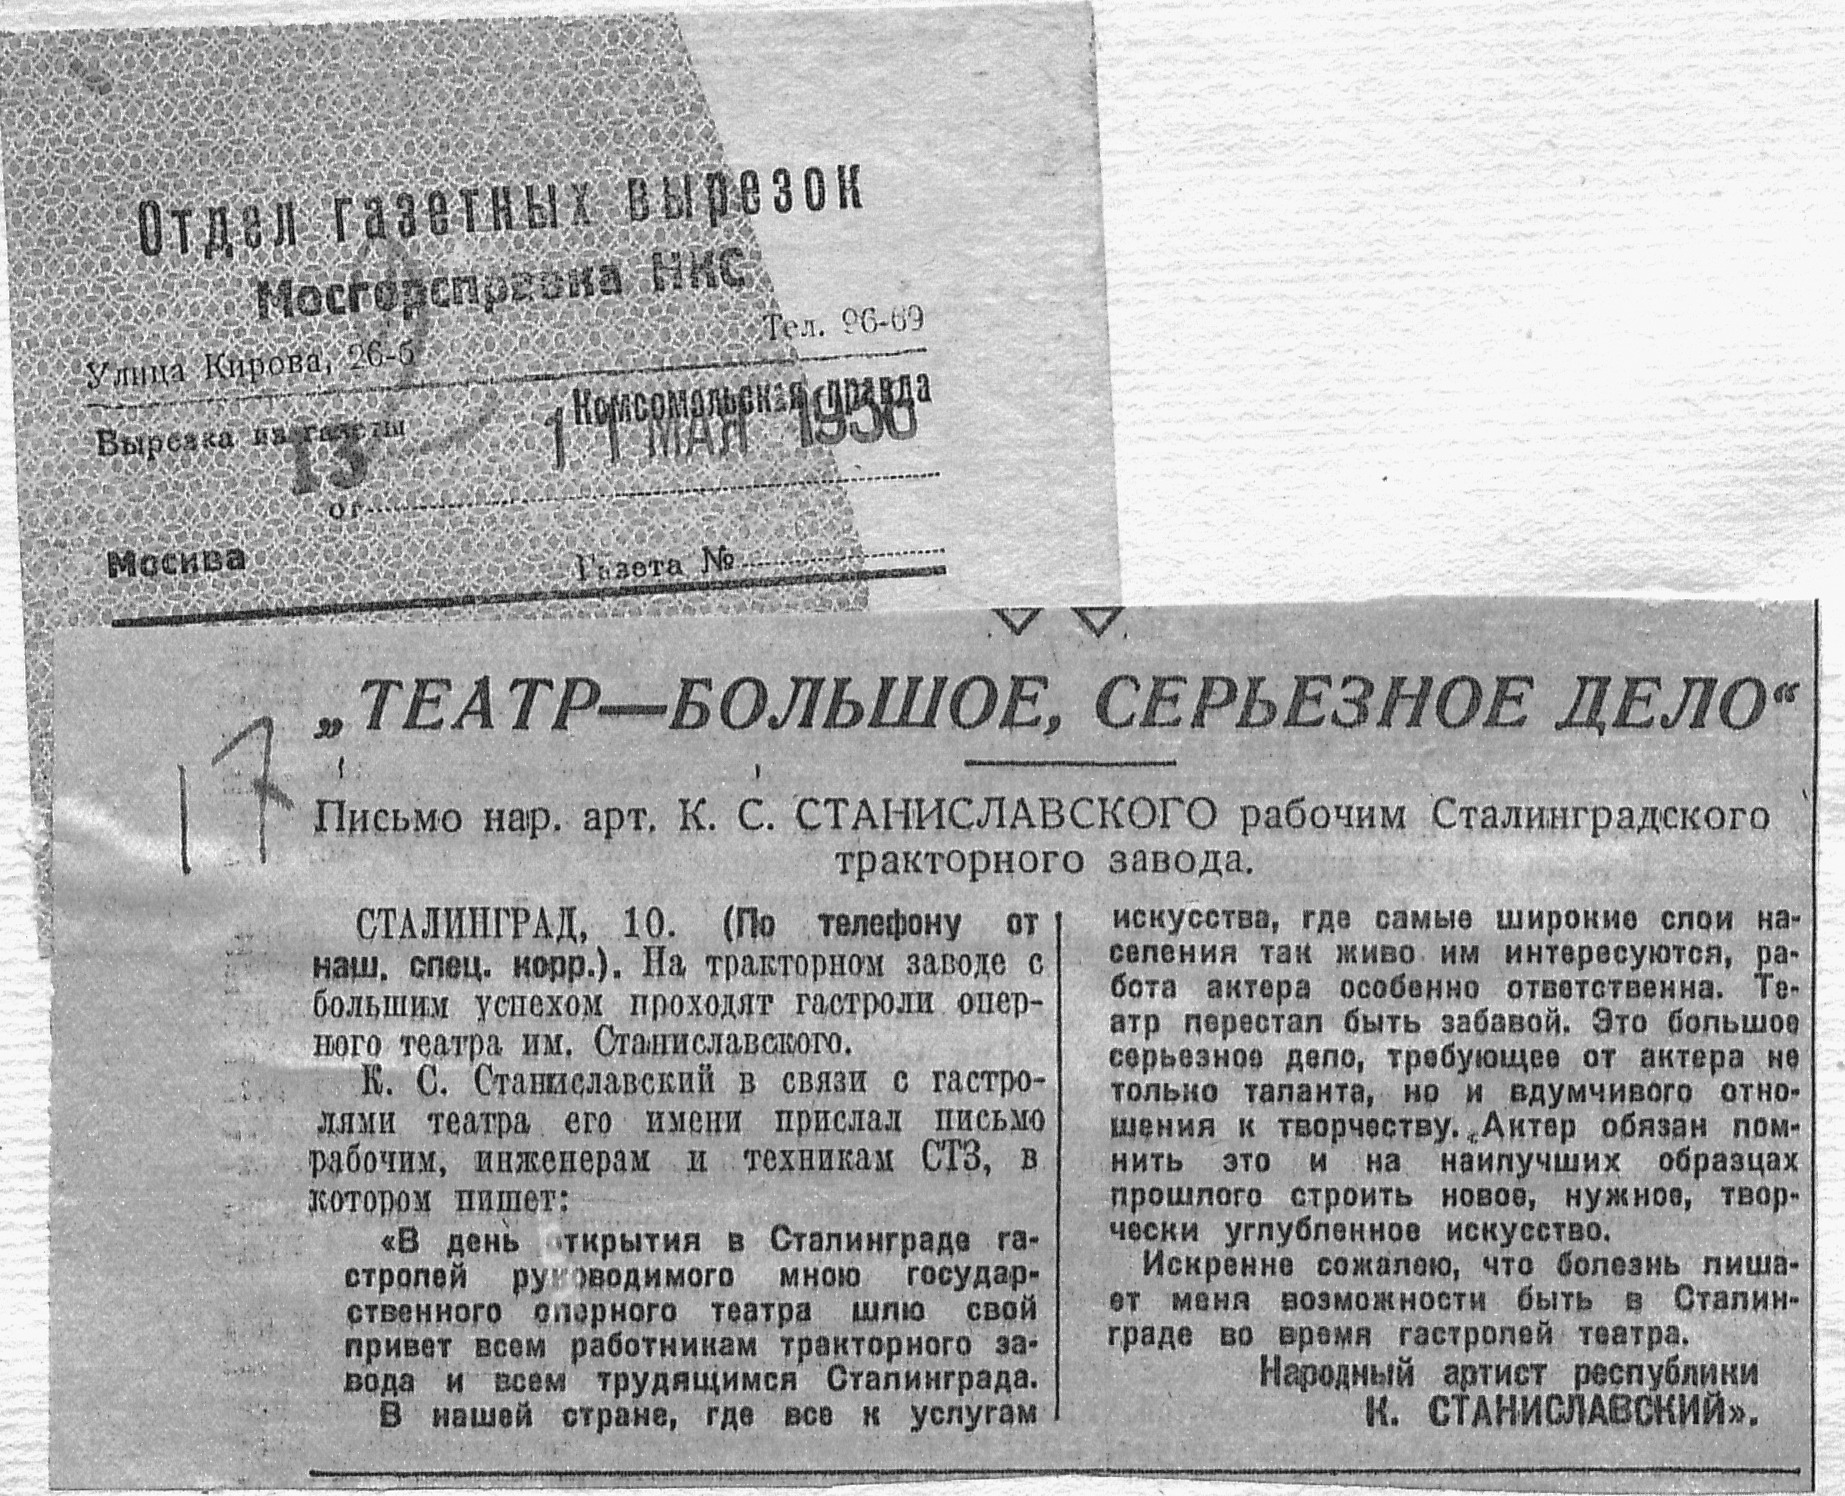 Отдел газетных вырезок
Мосгорсправка НКС
Улица Кирова, 26-б
Тел. 96-69
Вырезка из газеты
Комсомольская правда
13
11 МАЯ 1936
от
Москва
Газета №
17
„ТЕАТР—БОЛЬШОЕ, СЕРЬЕЗНОЕ ДЕЛО“
Письмо нар. арт. К. С. СТАНИСЛАВСКОГО рабочим Сталинградского
тракторного завода.
СТАЛИНГРАД, 10. (По телефону от
наш. спец. корр.). На тракторном заводе с
большим успехом проходят гастроли опер-
ного театра им. Станиславского.
К. С. Станиславский в связи с гастро-
лями театра его имени прислал письмо
рабочим, инженерам и техникам СТЗ, в
котором пишет:
«В день открытия в Сталинграде га-
стролей руководимого мною государ-
ственного оперного театра шлю свой
привет всем работникам тракторного за-
вода и всем трудящимся Сталинграда.
В нашей стране, где все к услугам
искусства, где самые широкие слои на-
селения так живо им интересуются, ра-
бота актера особенно ответственна. Те-
атр перестал быть забавой. Это большое
серьезное дело, требующее от актера не
только таланта, но и вдумчивого отно-
шения к творчеству. Актер обязан пом-
нить это и на наилучших образцах
прошлого строить новое, нужное, твор-
чески углубленное искусство.
Искренне сожалею, что болезнь лиша-
ет меня возможности быть в Сталин-
граде во время гастролей театра.
Народный артист республики
К. СТАНИСЛАВСКИЙ».